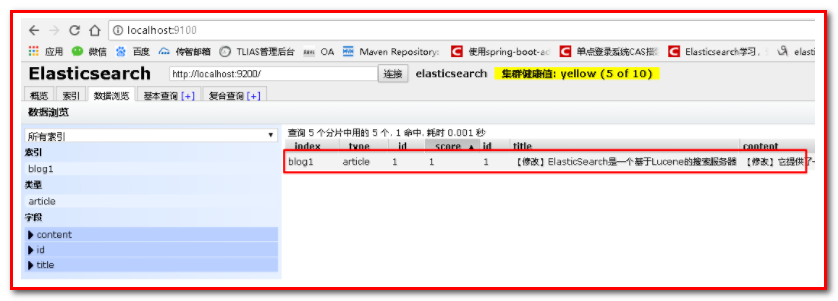 localhost:9100
应用 微信 百度 传智邮箱 TLIAS管理后台 OA Maven Repository: 使用spring-boot-ac 单点登录系统CAS搭 Elasticsearch学习, elasti
Elasticsearch http://localhost:9200/ 连接 elasticsearch 集群健康值: yellow (5 of 10)
概览 索引 数据浏览 基本查询 [+] 复合查询 [+]
数据浏览
所有索引
索引
blog1
类型
article
字段
content
id
title
查询 5 个分片中用的 5 个. 1 命中. 耗时 0.001 秒
_index _type _id _score ▲ id title content
blog1 article 1 1 1 【修改】ElasticSearch是一个基于Lucene的搜索服务器 【修改】它提供了一